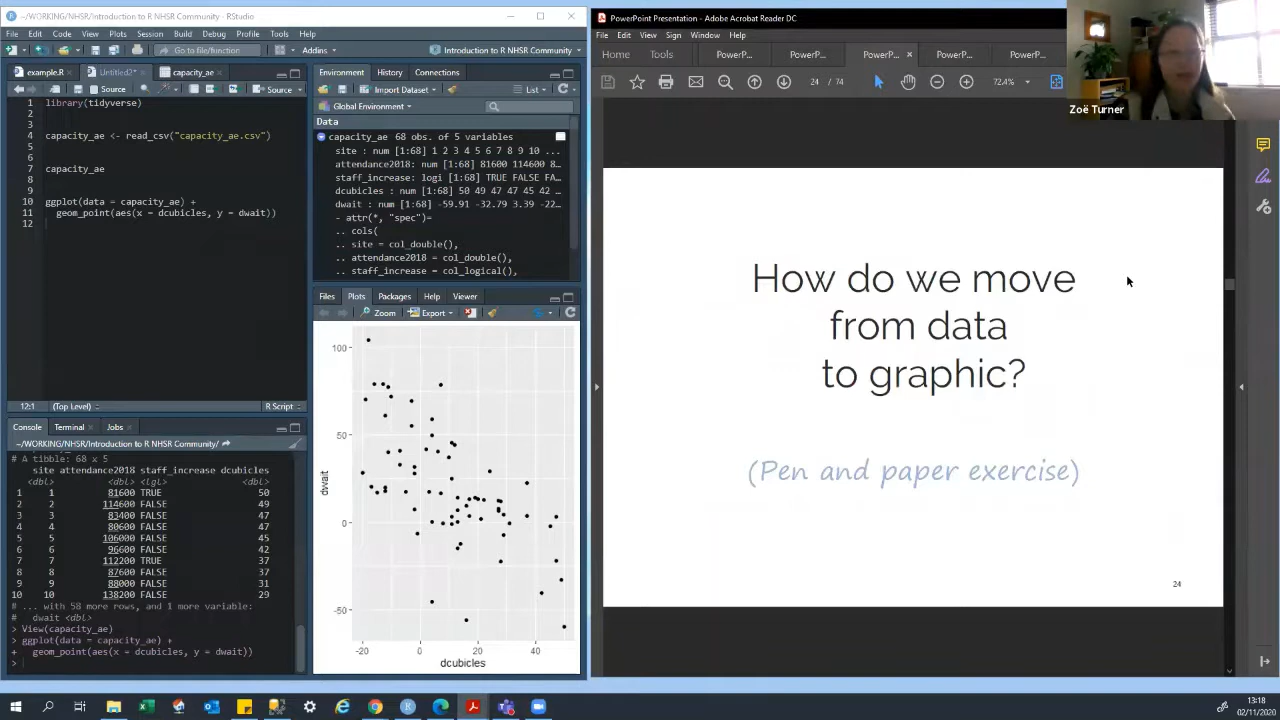 ~/WORKING/NHSR/Introduction to R NHSR Community - RStudio
File Edit Code View Plots Session Build Debug Profile Tools Help
Go to file/function
Addins
Introduction to R NHSR Community
example.R
Untitled2*
capacity_ae
Source
Source
1 library(tidyverse)
2
3
4 capacity_ae <- read_csv("capacity_ae.csv")
5
6
7 capacity_ae
8
9
10 ggplot(data = capacity_ae) +
11 geom_point(aes(x = dcubicles, y = dwait))
12
12:1 (Top Level) R Script
Console Terminal Jobs
~/WORKING/NHSR/Introduction to R NHSR Community/
# A tibble: 68 x 5
site attendance2018 staff_increase dcubicles
<dbl> <dbl> <lgl> <dbl>
1 1 81600 TRUE 50
2 2 114600 FALSE 49
3 3 83400 FALSE 47
4 4 80600 FALSE 47
5 5 106000 FALSE 45
6 6 96600 FALSE 42
7 7 112200 TRUE 37
8 8 87600 FALSE 37
9 9 88000 FALSE 31
10 10 138200 FALSE 29
# ... with 58 more rows, and 1 more variable:
# dwait <dbl>
> View(capacity_ae)
> ggplot(data = capacity_ae) +
+ geom_point(aes(x = dcubicles, y = dwait))
>
Environment History Connections
Import Dataset
List
Global Environment
Data
capacity_ae 68 obs. of 5 variables
site : num [1:68] 1 2 3 4 5 6 7 8 9 10 ...
attendance2018: num [1:68] 81600 114600 8...
staff_increase: logi [1:68] TRUE FALSE FA...
dcubicles : num [1:68] 50 49 47 47 45 42 ...
dwait : num [1:68] -59.91 -32.79 3.39 -22...
- attr(*, "spec")=
.. cols(
.. site = col_double(),
.. attendance2018 = col_double(),
.. staff_increase = col_logical(),
Files Plots Packages Help Viewer
Zoom Export
100
50
0
-50
dwait
-20 0 20 40
dcubicles
PowerPoint Presentation - Adobe Acrobat Reader DC
File Edit View Sign Window Help
Home Tools PowerP... PowerP... PowerP... PowerP... PowerP...
24 / 74
72.4%
Zoë Turner
How do we move
from data
to graphic?
(Pen and paper exercise)
24
13:18
02/11/2020